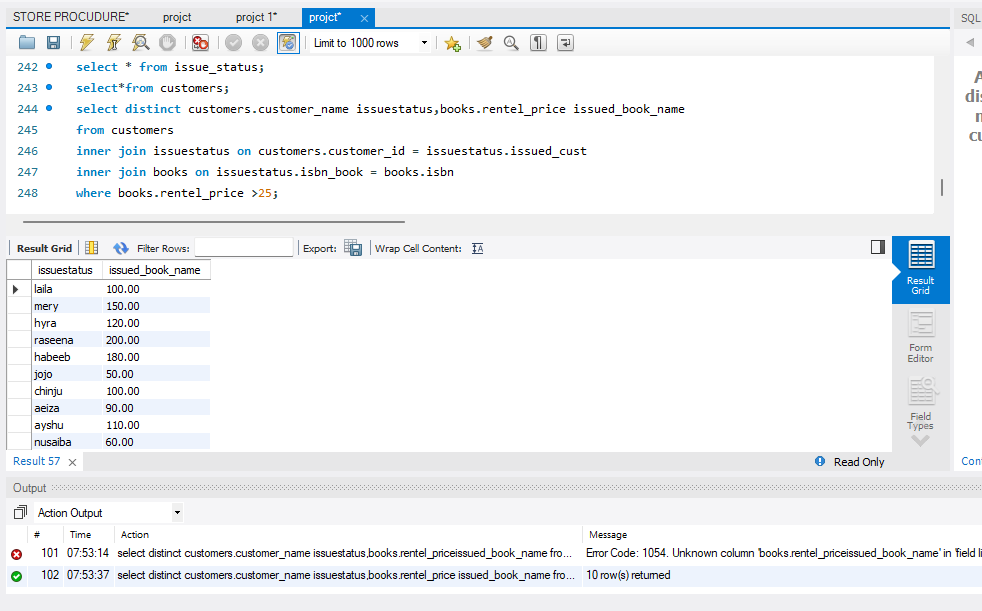 STORE PROCUDURE* projct projct 1* projct*
SQL
Limit to 1000 rows
242 select * from issue_status;
243 select*from customers;
244 select distinct customers.customer_name issuestatus,books.rentel_price issued_book_name
245 from customers
246 inner join issuestatus on customers.customer_id = issuestatus.issued_cust
247 inner join books on issuestatus.isbn_book = books.isbn
248 where books.rentel_price >25;
Result Grid Filter Rows: Export: Wrap Cell Content:
issuestatus issued_book_name
laila 100.00
mery 150.00
hyra 120.00
raseena 200.00
habeeb 180.00
jojo 50.00
chinju 100.00
aeiza 90.00
ayshu 110.00
nusaiba 60.00
Result
Grid
Form
Editor
Field
Types
Result 57 Read Only
Output
Action Output
# Time Action Message
101 07:53:14 select distinct customers.customer_name issuestatus,books.rentel_priceissued_book_name fro... Error Code: 1054. Unknown column 'books.rentel_priceissued_book_name' in 'field li
102 07:53:37 select distinct customers.customer_name issuestatus,books.rentel_price issued_book_name fro... 10 row(s) returned